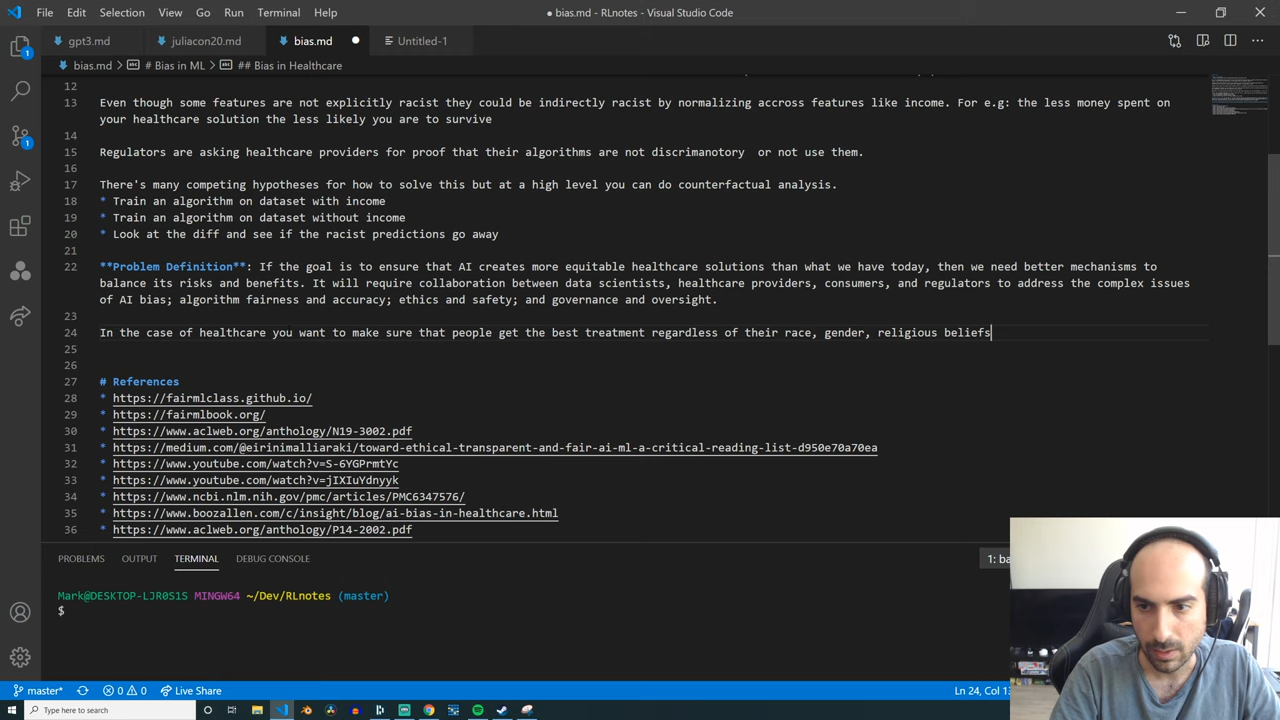 File Edit Selection View Go Run Terminal Help
● bias.md - RLnotes - Visual Studio Code
gpt3.md juliacon20.md bias.md Untitled-1
bias.md > # Bias in ML > ## Bias in Healthcare
12
13 Even though some features are not explicitly racist they could be indirectly racist by normalizing accross features like income. For e.g: the less money spent on
your healthcare solution the less likely you are to survive
14
15 Regulators are asking healthcare providers for proof that their algorithms are not discrimanotory or not use them.
16
17 There's many competing hypotheses for how to solve this but at a high level you can do counterfactual analysis.
18 * Train an algorithm on dataset with income
19 * Train an algorithm on dataset without income
20 * Look at the diff and see if the racist predictions go away
21
22 **Problem Definition**: If the goal is to ensure that AI creates more equitable healthcare solutions than what we have today, then we need better mechanisms to
balance its risks and benefits. It will require collaboration between data scientists, healthcare providers, consumers, and regulators to address the complex issues
of AI bias; algorithm fairness and accuracy; ethics and safety; and governance and oversight.
23
24 In the case of healthcare you want to make sure that people get the best treatment regardless of their race, gender, religious beliefs
25
26
27 # References
28 * https://fairmlclass.github.io/
29 * https://fairmlbook.org/
30 * https://www.aclweb.org/anthology/N19-3002.pdf
31 * https://medium.com/@eirinimalliaraki/toward-ethical-transparent-and-fair-ai-ml-a-critical-reading-list-d950e70a70ea
32 * https://www.youtube.com/watch?v=S-6YGPrmtYc
33 * https://www.youtube.com/watch?v=jIXIuYdnyyk
34 * https://www.ncbi.nlm.nih.gov/pmc/articles/PMC6347576/
35 * https://www.boozallen.com/c/insight/blog/ai-bias-in-healthcare.html
36 * https://www.aclweb.org/anthology/P14-2002.pdf
PROBLEMS OUTPUT TERMINAL DEBUG CONSOLE 1: ba
Mark@DESKTOP-LJR0S1S MINGW64 ~/Dev/RLnotes (master)
$
master* 0 0 Live Share Ln 24, Col 13
Type here to search